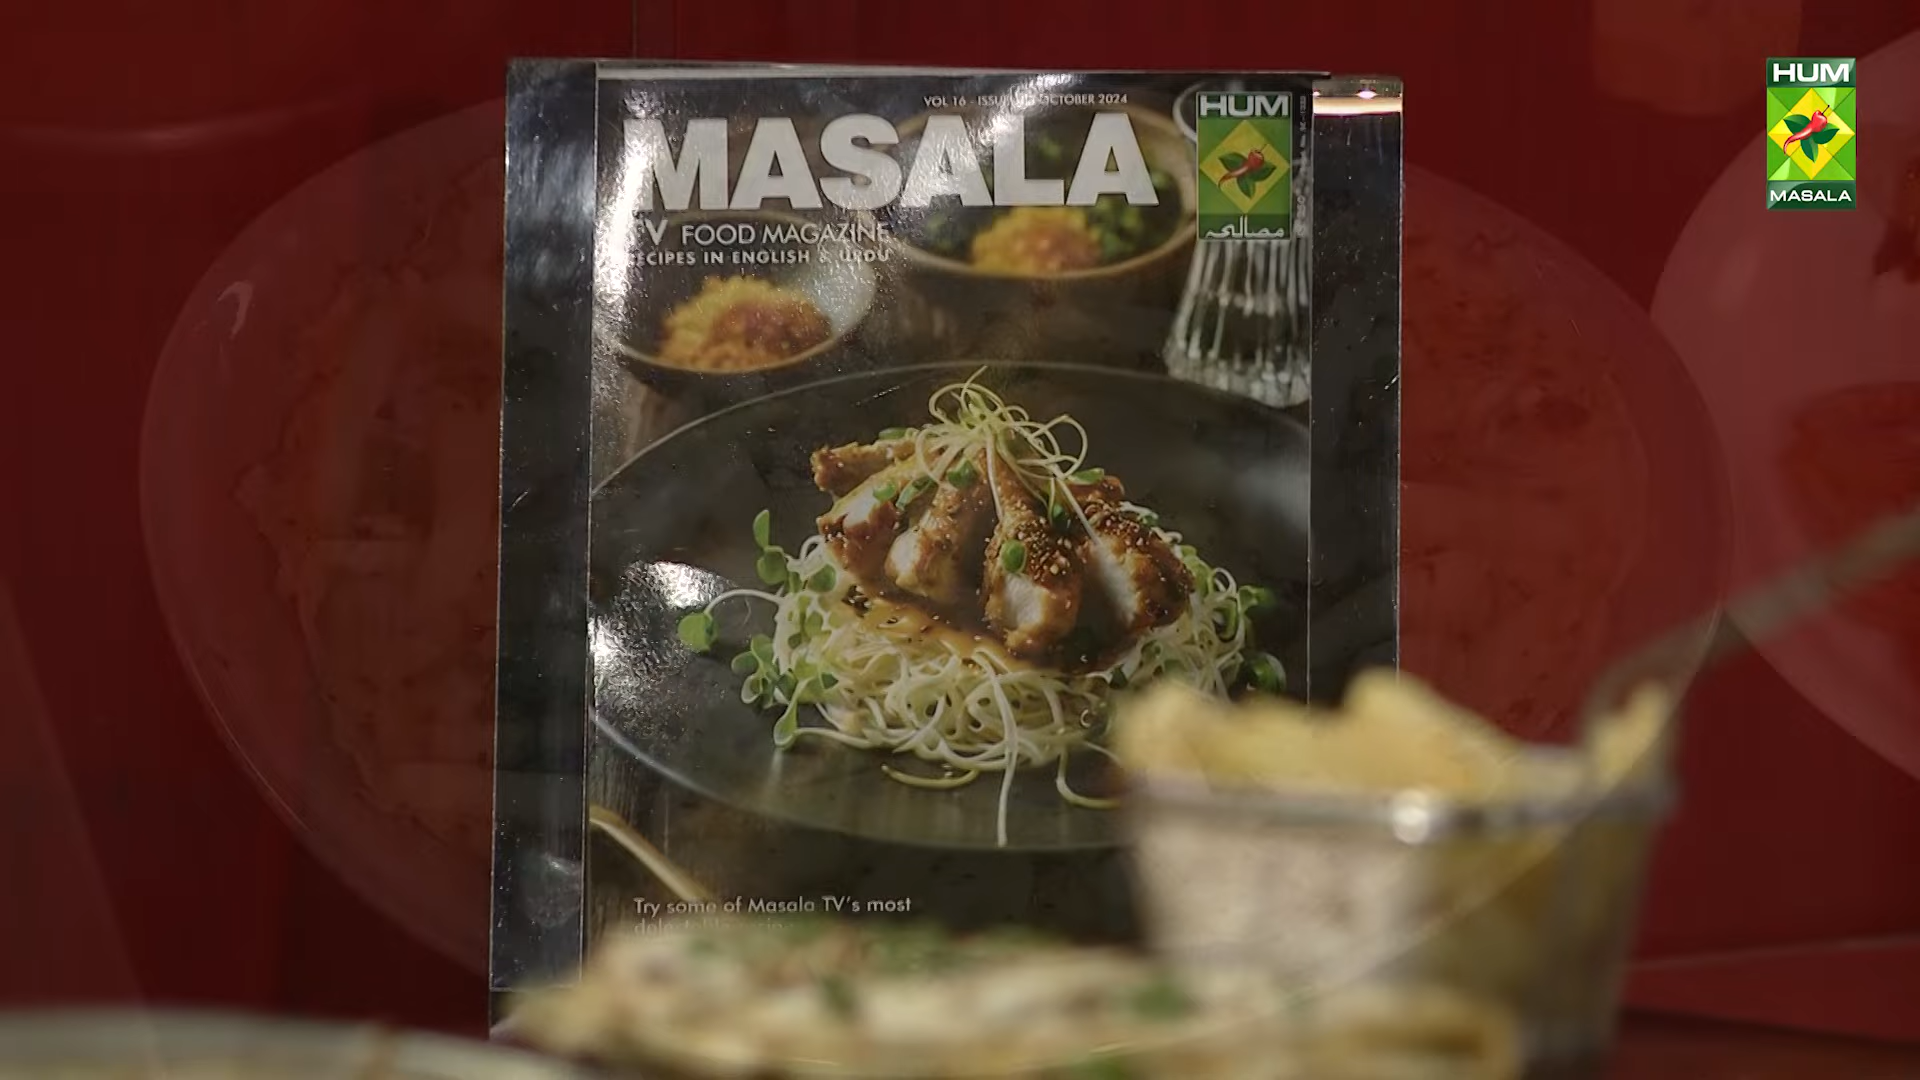 VOL 16 - ISSUE OCTOBER 2024
MASALA
HUM
V FOOD MAGAZINE
ECIPES IN ENGLISH & URDU
مصالحہ
Try some of Masala TV's most
HUM
MASALA